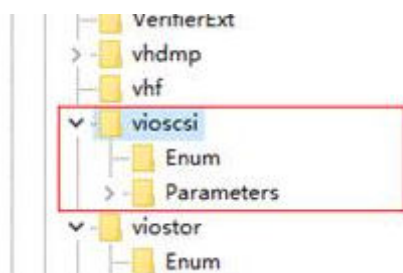 VerifierExt
vhdmp
vhf
vioscsi
Enum
Parameters
viostor
Enum